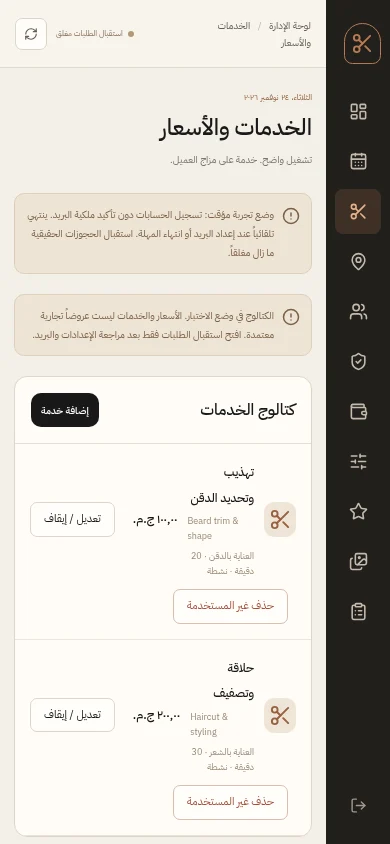 لوحة الإدارة / الخدمات
والأسعار
استقبال الطلبات مغلق
الثلاثاء، ٢٤ نوفمبر ٢٠٢٦
الخدمات والأسعار
تشغيل واضح. خدمة على مزاج العميل.
وضع تجربة مؤقت: تسجيل الحسابات دون تأكيد ملكية البريد. ينتهي
تلقائياً عند إعداد البريد أو انتهاء المهلة. استقبال الحجوزات الحقيقية
ما زال مغلقاً.
الكتالوج في وضع الاختبار. الأسعار والخدمات ليست عروضاً تجارية
معتمدة. افتح استقبال الطلبات فقط بعد مراجعة الإعدادات والبريد.
كتالوج الخدمات
إضافة خدمة
تهذيب
وتحديد الدقن
Beard trim &
shape
العناية بالدقن · 20
دقيقة · نشطة
١٠٠,٠٠ ج.م.
تعديل / إيقاف
حذف غير المستخدمة
حلاقة
وتصفيف
Haircut &
styling
العناية بالشعر · 30
دقيقة · نشطة
٢٠٠,٠٠ ج.م.
تعديل / إيقاف
حذف غير المستخدمة